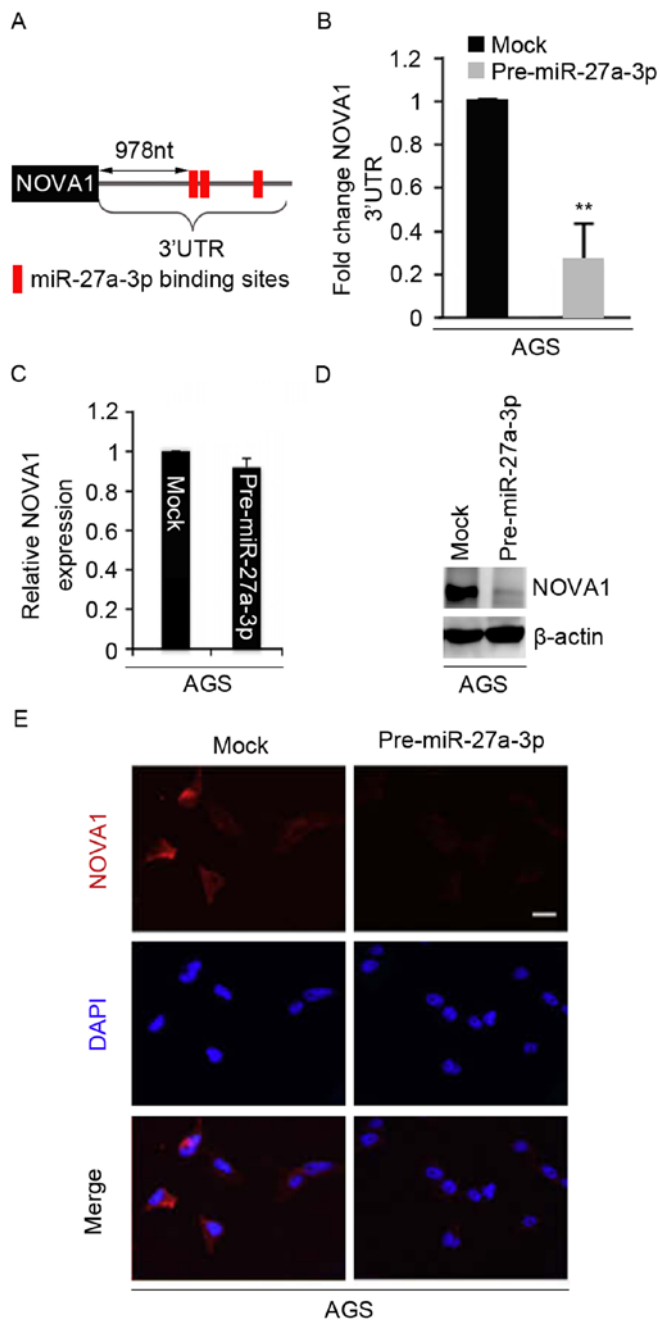 A
978nt
NOVA1
3'UTR
miR-27a-3p binding sites
B
Mock
Pre-miR-27a-3p
Fold change NOVA1
3'UTR
1.2
1
0.8
0.6
0.4
0.2
0
**
AGS
C
Relative NOVA1
expression
1.2
1
0.8
0.6
0.4
0.2
0
Mock
Pre-miR-27a-3p
AGS
D
Mock
Pre-miR-27a-3p
NOVA1
β-actin
AGS
E
Mock
Pre-miR-27a-3p
NOVA1
DAPI
Merge
AGS